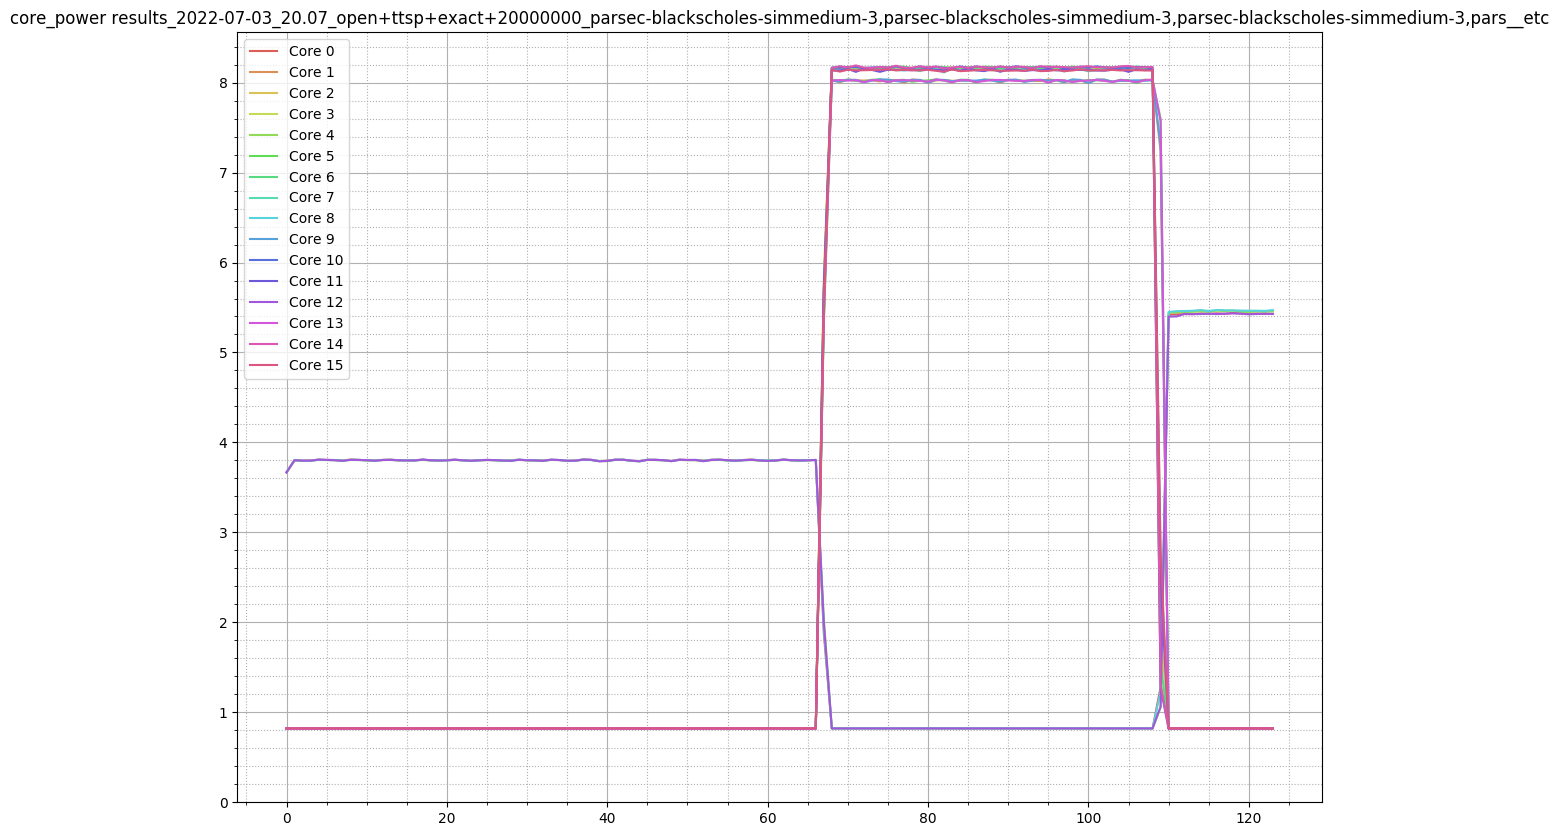 core_power results_2022-07-03_20.07_open+ttsp+exact+20000000_parsec-blackscholes-simmedium-3,parsec-blackscholes-simmedium-3,parsec-blackscholes-simmedium-3,pars__etc
Core 0
Core 1
Core 2
Core 3
Core 4
Core 5
Core 6
Core 7
Core 8
Core 9
Core 10
Core 11
Core 12
Core 13
Core 14
Core 15
8
7
6
5
4
3
2
1
0
0 20 40 60 80 100 120